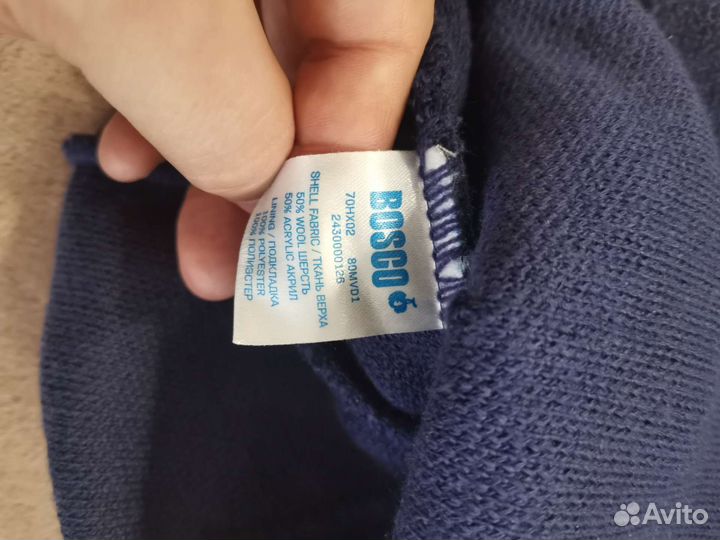 BOSCO
70HX02 80MVD1
2430000126
SHELL FABRIC / ТКАНЬ ВЕРХА
50% WOOL ШЕРСТЬ
50% ACRYLIC АКРИЛ
LINING / ПОДКЛАДКА
100% POLYESTER
100% ПОЛИЭСТЕР
Avito